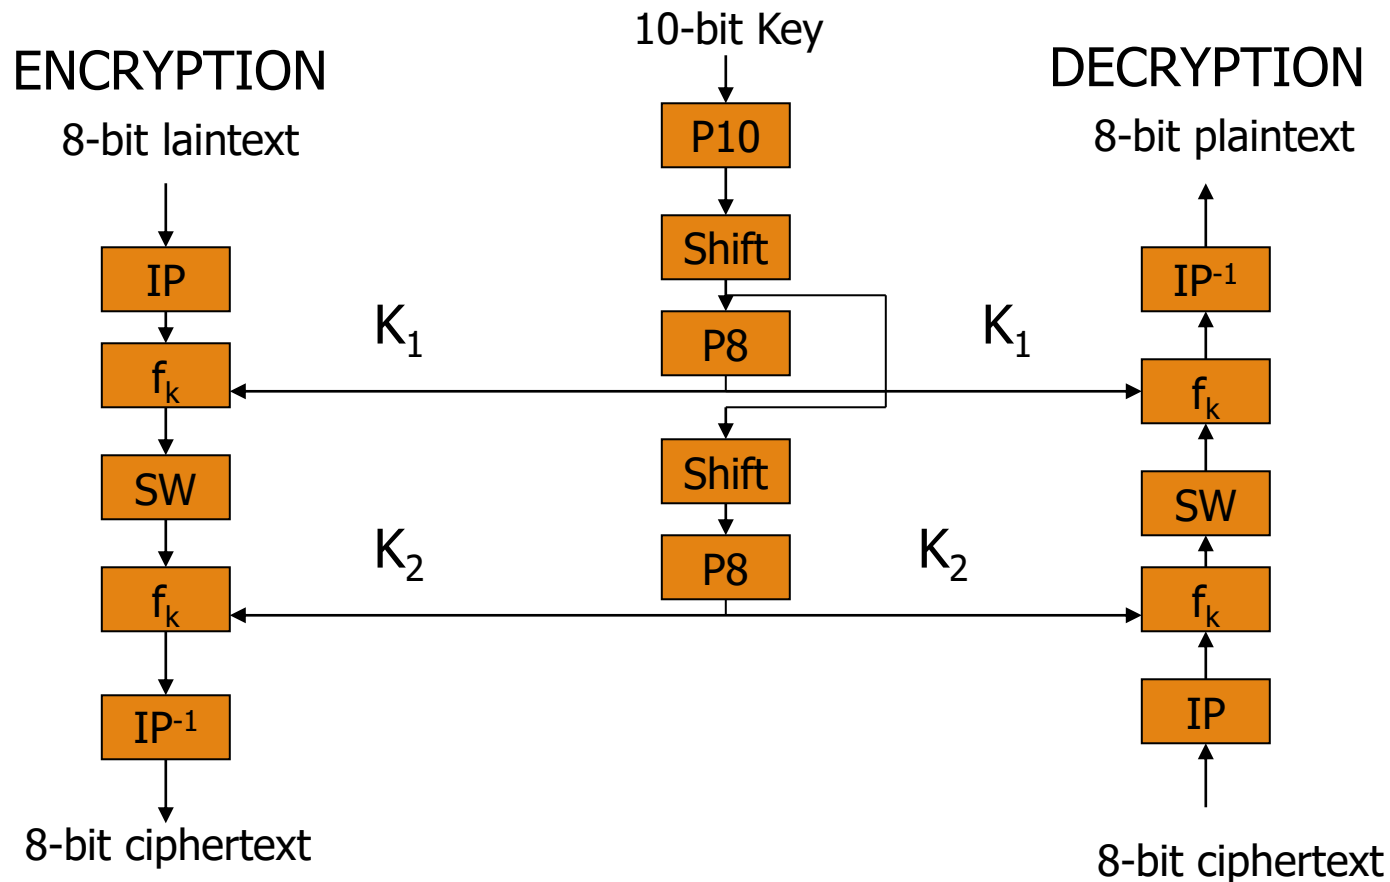 10-bit Key
ENCRYPTION
DECRYPTION
8-bit laintext
P10
8-bit plaintext
Shift
IP
IP-1
K1
K1
P8
fk
fk
Shift
SW
SW
K2
K2
P8
fk
fk
IP-1
IP
8-bit ciphertext
8-bit ciphertext